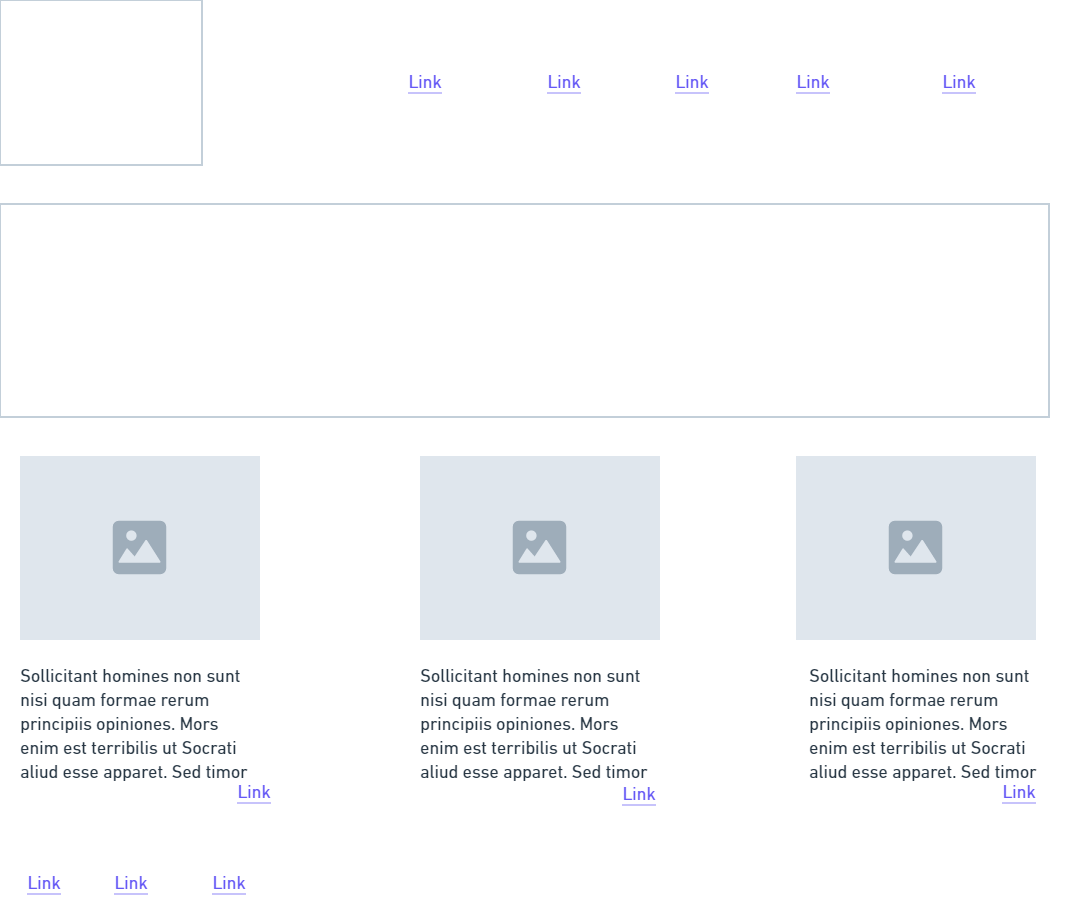 Link Link Link Link Link
Sollicitant homines non sunt
nisi quam formae rerum
principiis opiniones. Mors
enim est terribilis ut Socrati
aliud esse apparet. Sed timor
Link
Sollicitant homines non sunt
nisi quam formae rerum
principiis opiniones. Mors
enim est terribilis ut Socrati
aliud esse apparet. Sed timor
Link
Sollicitant homines non sunt
nisi quam formae rerum
principiis opiniones. Mors
enim est terribilis ut Socrati
aliud esse apparet. Sed timor
Link
Link Link Link